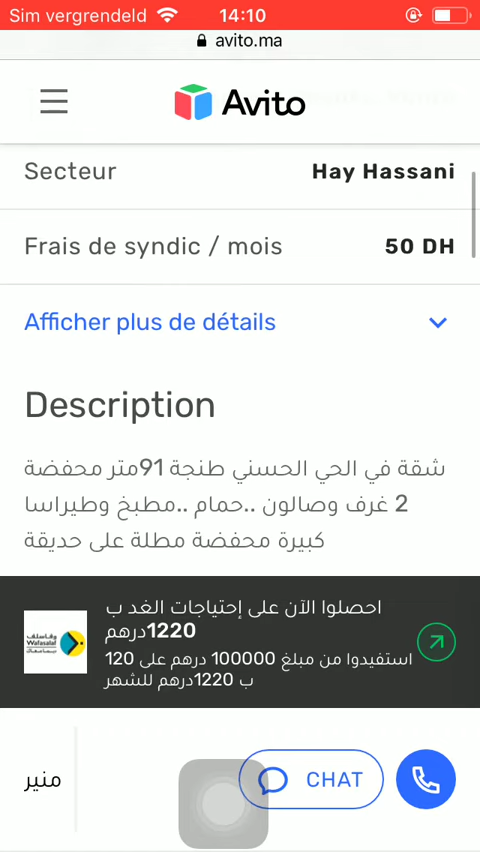 Sim vergrendeld 14:10
avito.ma
Avito
Secteur Hay Hassani
Frais de syndic / mois 50 DH
Afficher plus de détails
Description
شقة في الحي الحسني طنجة 91متر محفضة
2 غرف وصالون ..حمام ..مطبخ وطيراسا
كبيرة محفضة مطلة على حديقة
احصلوا الآن على إحتياجات الغد ب
1220درهم
استفيدوا من مبلغ 100000 درهم على 120
ب 1220درهم للشهر
وفاسلف
Wafasalaf
منير
CHAT